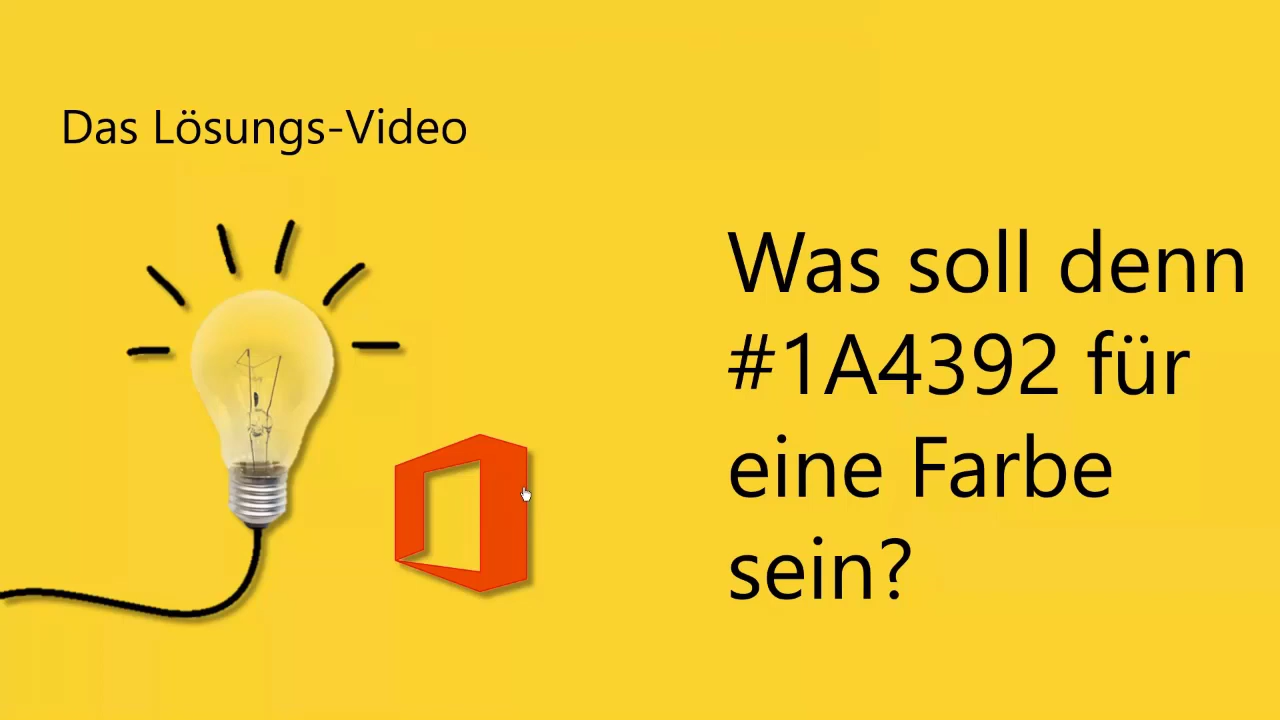 Das Lösungs-Video
Was soll denn
#1A4392 für
eine Farbe
sein?